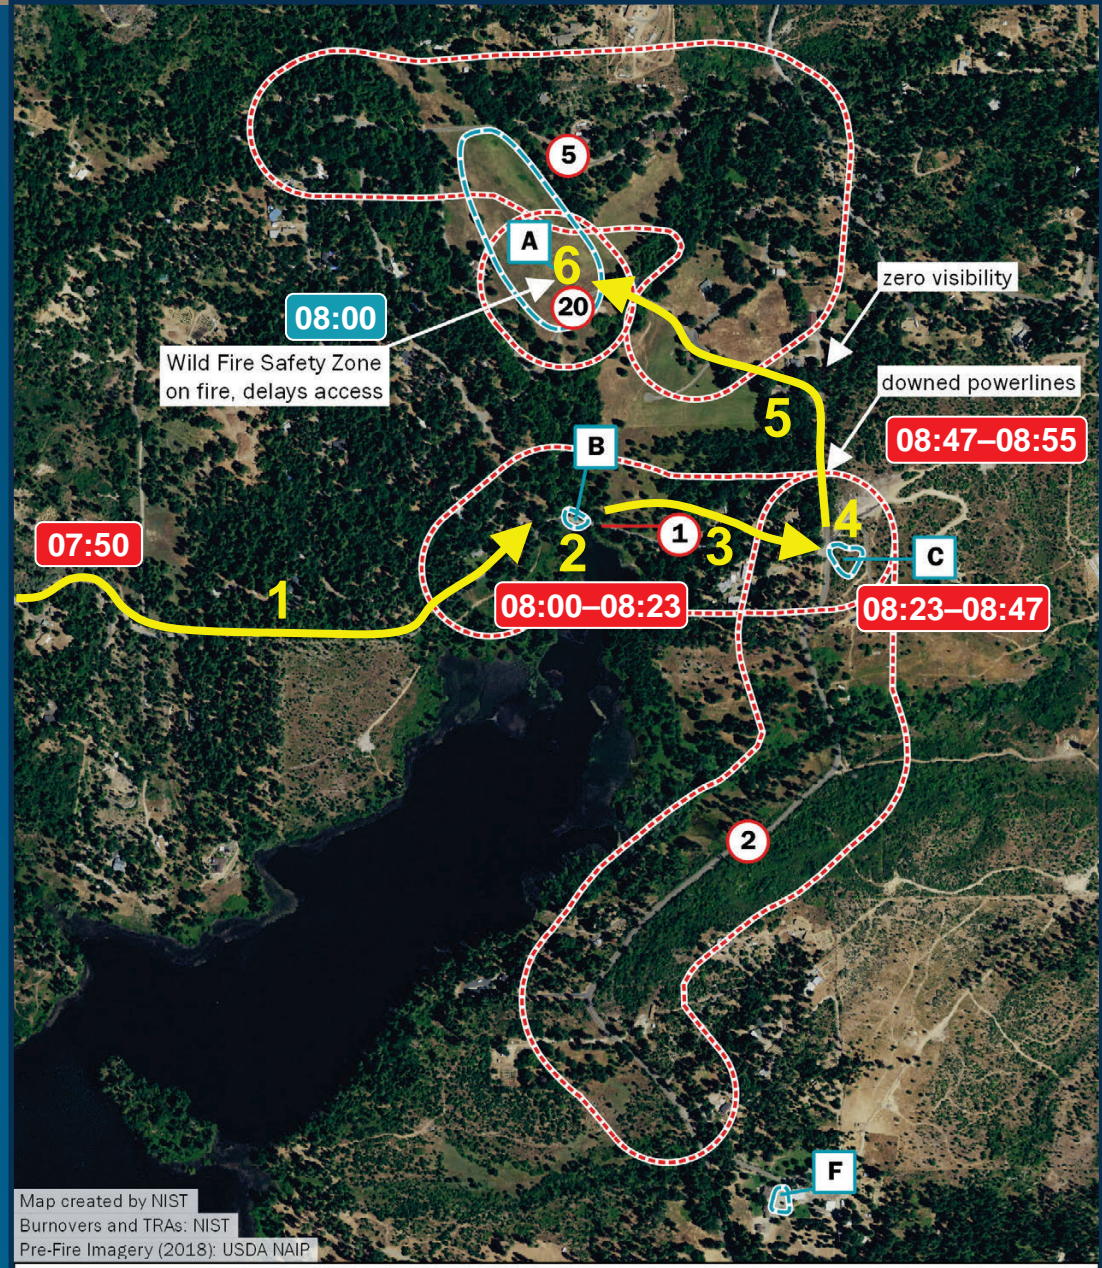 5
A
6
zero visibility
20
08:00
Wild Fire Safety Zone
on fire, delays access
downed powerlines
5
08:47–08:55
B
4
07:50
1
3
2
C
1
08:00–08:23
08:23–08:47
2
F
Map created by NIST
Burnovers and TRAs: NIST
Pre-Fire Imagery (2018): USDA NAIP